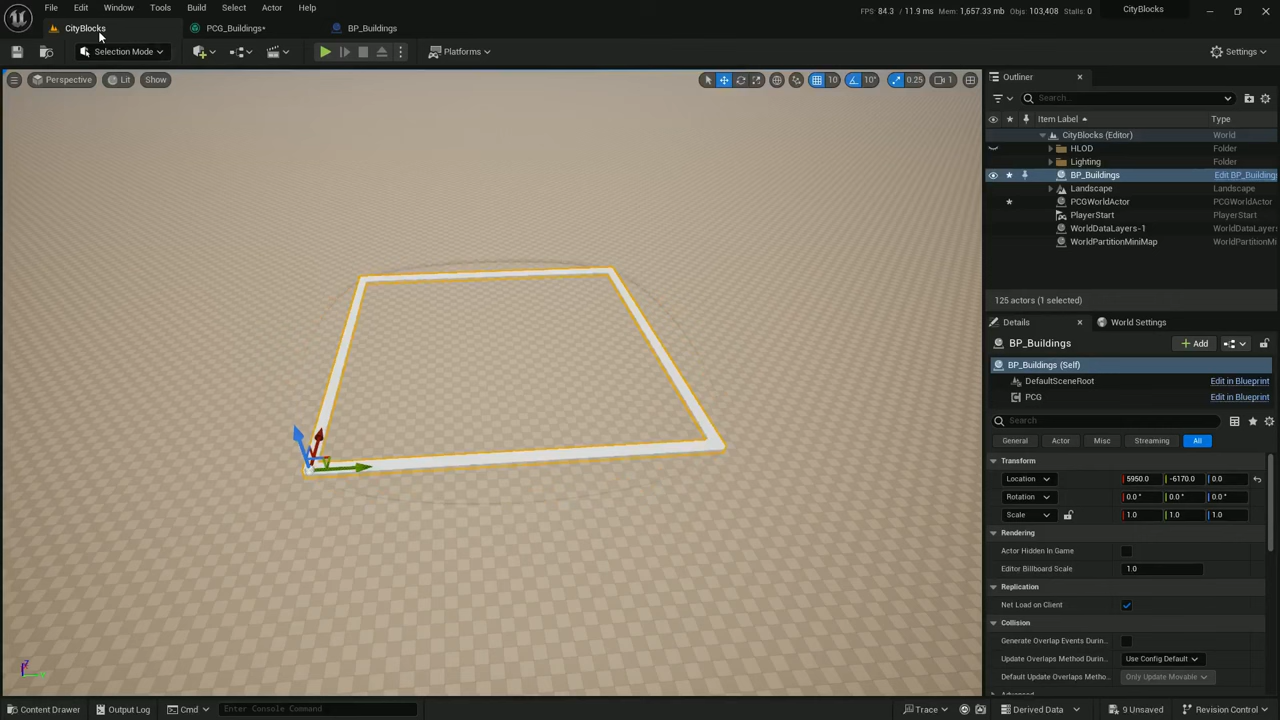 File Edit Window Tools Build Select Actor Help
FPS: 84.3 / 11.9 ms Mem: 1,657.33 mb Objs: 103,408 Stalls: 0
CityBlocks
CityBlocks
PCG_Buildings*
BP_Buildings
Selection Mode
Platforms
Settings
Perspective
Lit
Show
10
10°
0.25
1
Outliner
Search...
Item Label
Type
CityBlocks (Editor) World
HLOD Folder
Lighting Folder
BP_Buildings Edit BP_Building
Landscape Landscape
PCGWorldActor PCGWorldActor
PlayerStart PlayerStart
WorldDataLayers-1 WorldDataLayer
WorldPartitionMiniMap WorldPartitionMi
125 actors (1 selected)
Details
World Settings
BP_Buildings
+ Add
BP_Buildings (Self)
DefaultSceneRoot Edit in Blueprint
PCG Edit in Blueprint
Search
General Actor Misc Streaming All
Transform
Location 5950.0 -6170.0 0.0
Rotation 0.0 ° 0.0 ° 0.0 °
Scale 1.0 1.0 1.0
Rendering
Actor Hidden In Game
Editor Billboard Scale 1.0
Replication
Net Load on Client
Collision
Generate Overlap Events Durin
Update Overlaps Method Durin Use Config Default
Default Update Overlaps Metho Only Update Movable
Advanced
Content Drawer
Output Log
Cmd
Enter Console Command
Trace
Derived Data
9 Unsaved
Revision Control